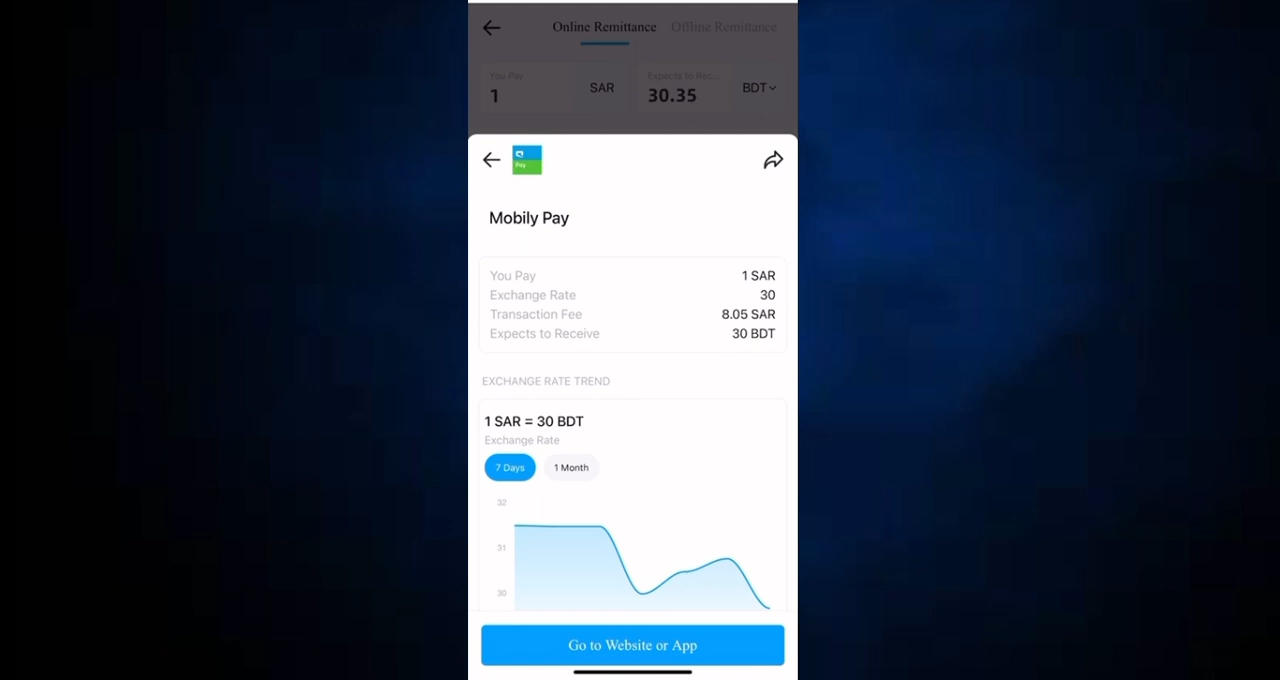 Online Remittance Offline Remittance
You Pay Expects to Rec...
1 SAR 30.35 BDT
Pay
Mobily Pay
You Pay 1 SAR
Exchange Rate 30
Transaction Fee 8.05 SAR
Expects to Receive 30 BDT
EXCHANGE RATE TREND
1 SAR = 30 BDT
Exchange Rate
7 Days 1 Month
32
31
30
Go to Website or App